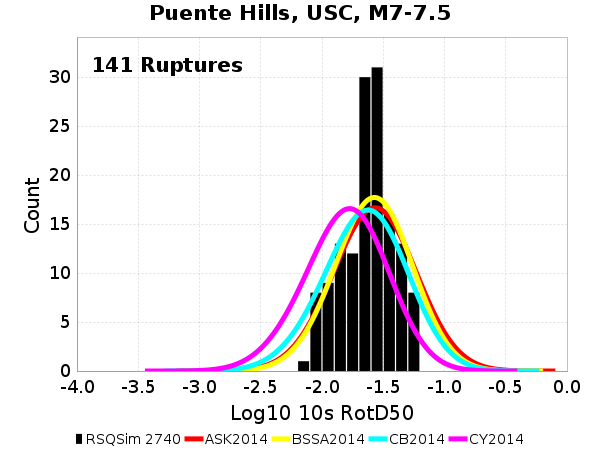 Puente Hills, USC, M7-7.5
141 Ruptures
Count
30
25
20
15
10
5
0
-4.0 -3.5 -3.0 -2.5 -2.0 -1.5 -1.0 -0.5 0.0
Log10 10s RotD50
RSQSim 2740 ASK2014 BSSA2014 CB2014 CY2014